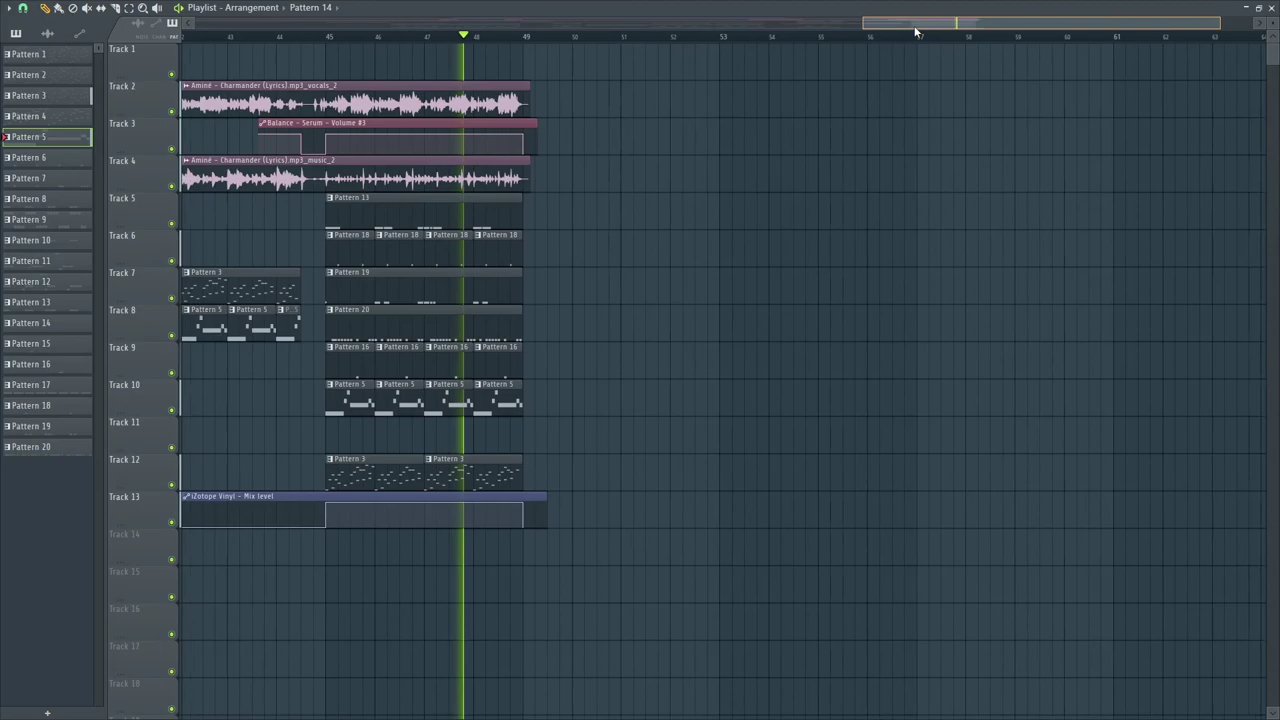 Playlist - Arrangement › Pattern 14
43 45 46 47 48 49 50 51 52 53 54 55 56 57 58 59 60 61 62 63
Pattern 1
Pattern 2
Pattern 3
Pattern 4
Pattern 5
Pattern 6
Pattern 7
Pattern 8
Pattern 9
Pattern 10
Pattern 11
Pattern 12
Pattern 13
Pattern 14
Pattern 15
Pattern 16
Pattern 17
Pattern 18
Pattern 19
Pattern 20
Track 1
Track 2
Aminé - Charmander (Lyrics).mp3_vocals_2
Track 3
Balance - Serum - Volume #3
Track 4
Aminé - Charmander (Lyrics).mp3_music_2
Track 5
Pattern 13
Track 6
Pattern 18 Pattern 18 Pattern 18 Pattern 18
Track 7
Pattern 3 Pattern 19
Track 8
Pattern 5 Pattern 5 P..5 Pattern 20
Track 9
Pattern 16 Pattern 16 Pattern 16 Pattern 16
Track 10
Pattern 5 Pattern 5 Pattern 5 Pattern 5
Track 11
Track 12
Pattern 3 Pattern 3
Track 13
iZotope Vinyl - Mix level
Track 14
Track 15
Track 16
Track 17
Track 18